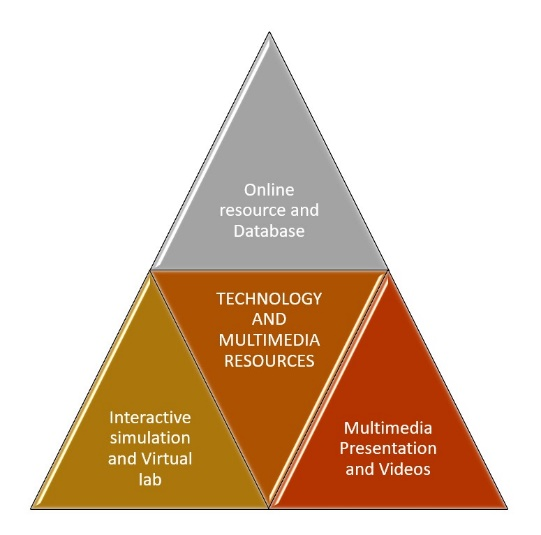 Online
resource and
Database
TECHNOLOGY
AND
MULTIMEDIA
RESOURCES
Interactive
simulation
and Virtual
lab
Multimedia
Presentation
and Videos